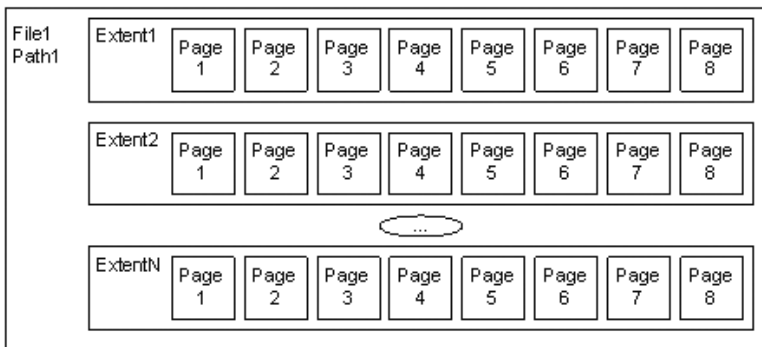 File1
Path1
Extent1
Page 1
Page 2
Page 3
Page 4
Page 5
Page 6
Page 7
Page 8
Extent2
Page 1
Page 2
Page 3
Page 4
Page 5
Page 6
Page 7
Page 8
...
ExtentN
Page 1
Page 2
Page 3
Page 4
Page 5
Page 6
Page 7
Page 8